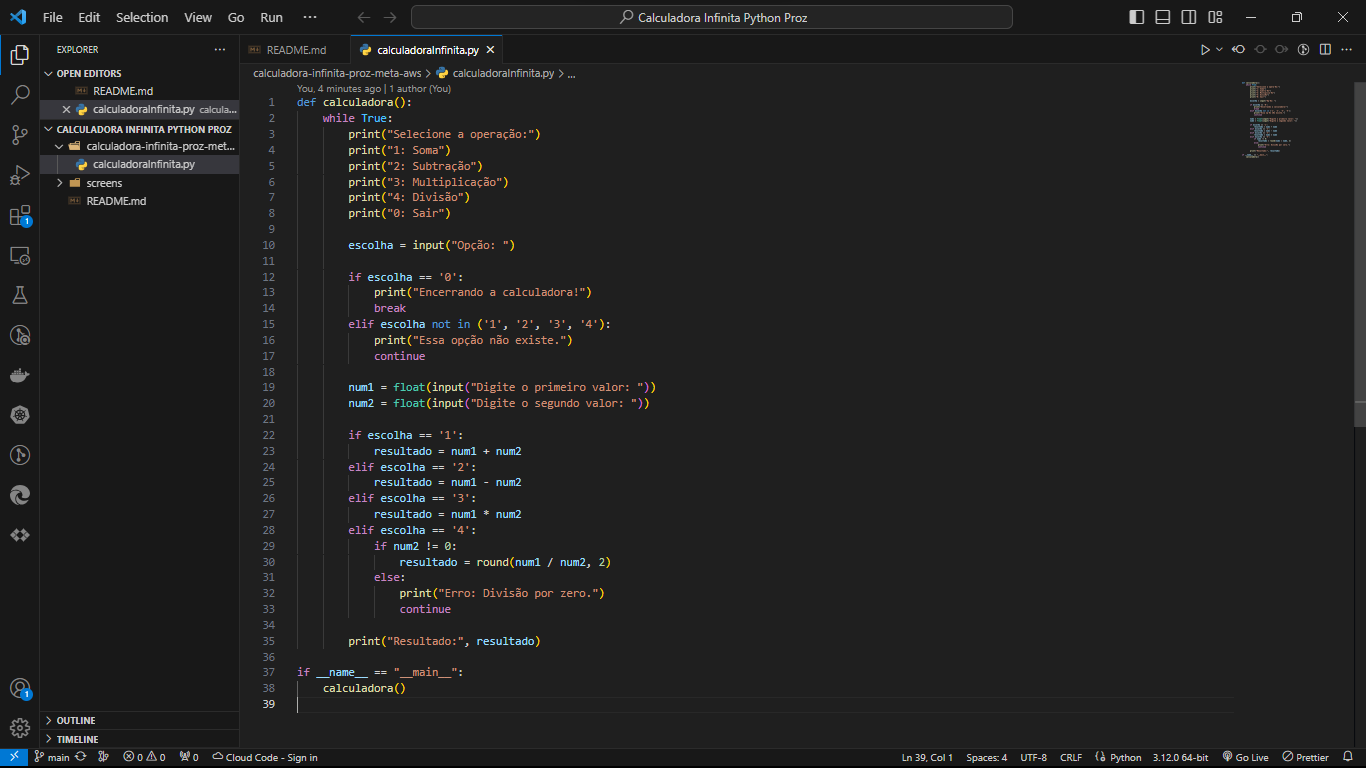 File Edit Selection View Go Run ···
Calculadora Infinita Python Proz
EXPLORER ···
OPEN EDITORS
README.md
calculadoraInfinita.py calcula...
CALCULADORA INFINITA PYTHON PROZ
calculadora-infinita-proz-met...
calculadoraInfinita.py
screens
README.md
OUTLINE
TIMELINE
README.md calculadoraInfinita.py
calculadora-infinita-proz-meta-aws > calculadoraInfinita.py > ...
You, 4 minutes ago | 1 author (You)
1 def calculadora():
2 while True:
3 print("Selecione a operação:")
4 print("1: Soma")
5 print("2: Subtração")
6 print("3: Multiplicação")
7 print("4: Divisão")
8 print("0: Sair")
9
10 escolha = input("Opção: ")
11
12 if escolha == '0':
13 print("Encerrando a calculadora!")
14 break
15 elif escolha not in ('1', '2', '3', '4'):
16 print("Essa opção não existe.")
17 continue
18
19 num1 = float(input("Digite o primeiro valor: "))
20 num2 = float(input("Digite o segundo valor: "))
21
22 if escolha == '1':
23 resultado = num1 + num2
24 elif escolha == '2':
25 resultado = num1 - num2
26 elif escolha == '3':
27 resultado = num1 * num2
28 elif escolha == '4':
29 if num2 != 0:
30 resultado = round(num1 / num2, 2)
31 else:
32 print("Erro: Divisão por zero.")
33 continue
34
35 print("Resultado:", resultado)
36
37 if __name__ == "__main__":
38 calculadora()
39
1
1
main 0 0 0 Cloud Code - Sign in Ln 39, Col 1 Spaces: 4 UTF-8 CRLF Python 3.12.0 64-bit Go Live Prettier